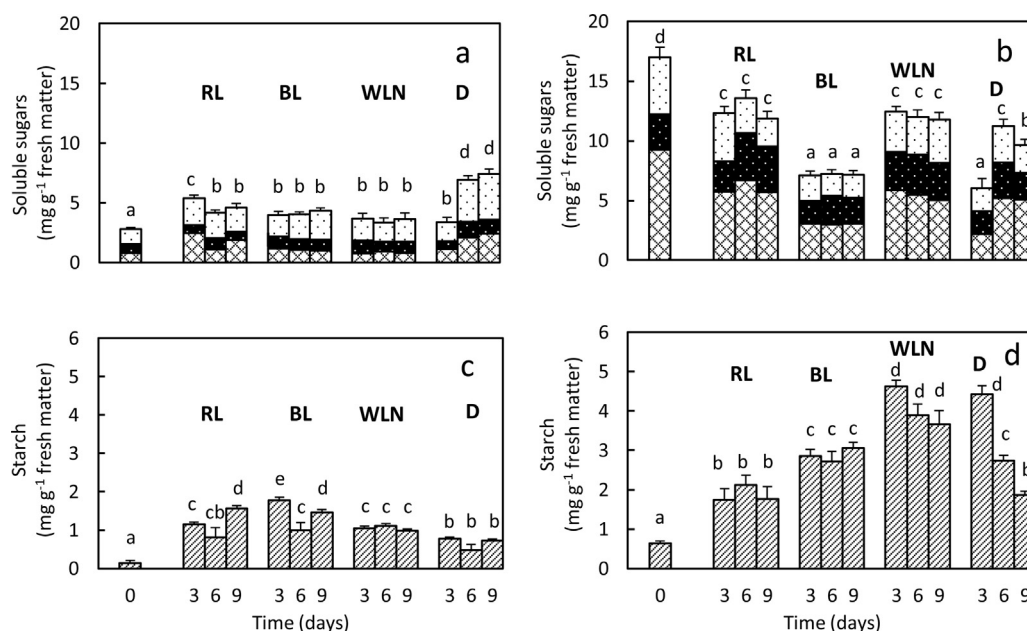 20
15
10
5
0
Soluble sugars
(mg g⁻¹ fresh matter)
a
RL BL WLN D
a c b b b b b b b b b d d
20
15
10
5
0
Soluble sugars
(mg g⁻¹ fresh matter)
b
RL BL WLN D
d c c c a a a c c c a c b
6
5
4
3
2
1
0
Starch
(mg g⁻¹ fresh matter)
c
RL BL WLN D
a c cb d e c d c c c b b b
0 3 6 9 3 6 9 3 6 9 3 6 9
Time (days)
6
5
4
3
2
1
0
Starch
(mg g⁻¹ fresh matter)
d
RL BL WLN D
a b b b c c c d d d d c b
0 3 6 9 3 6 9 3 6 9 3 6 9
Time (days)